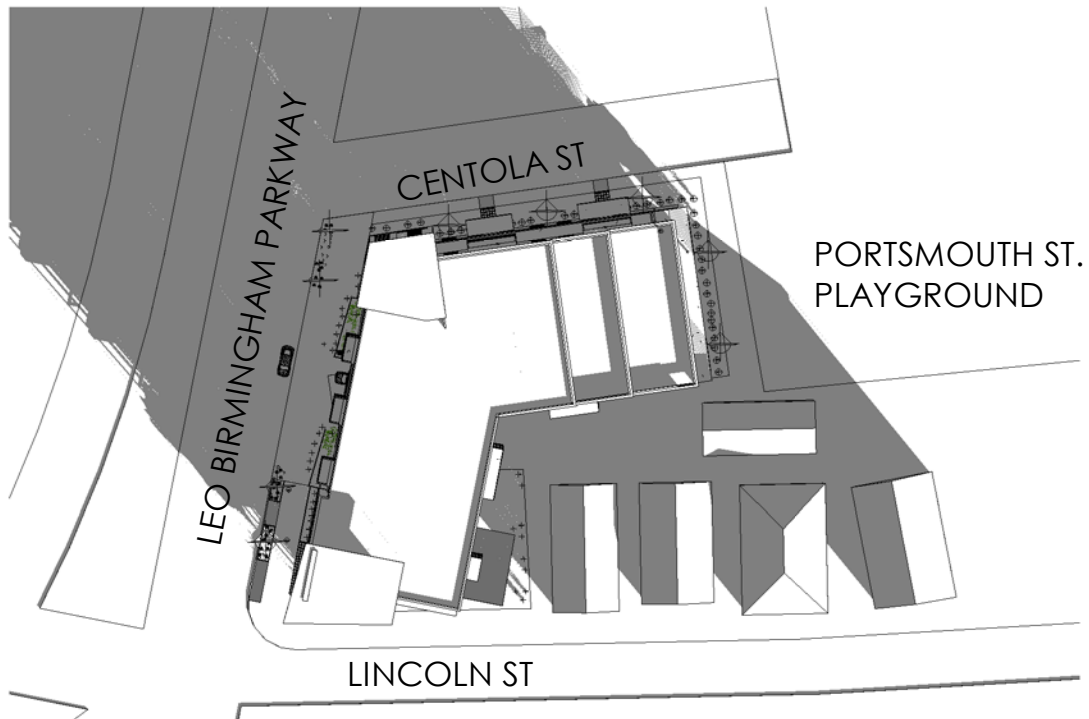 CENTOLA ST
LEO BIRMINGHAM PARKWAY
PORTSMOUTH ST.
PLAYGROUND
LINCOLN ST